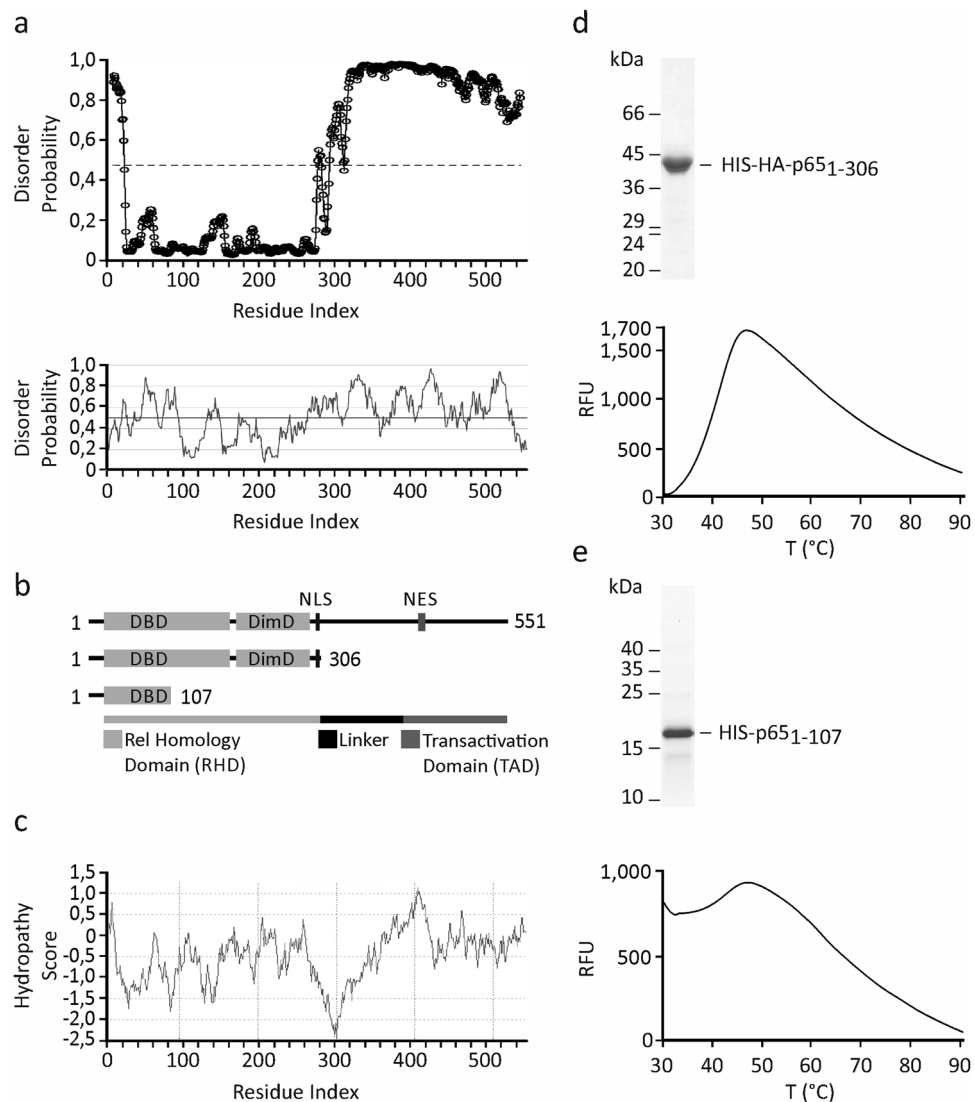 a
1,0
0,8
0,6
0,4
0,2
0
Disorder
Probability
100 200 300 400 500
Residue Index
1,0
0,8
0,6
0,4
0,2
0
Disorder
Probability
100 200 300 400 500
Residue Index
b
NLS NES
1 DBD DimD 551
1 DBD DimD 306
1 DBD 107
Rel Homology
Domain (RHD)
Linker
Transactivation
Domain (TAD)
c
1,5
1,0
0,5
0
-0,5
-1,0
-1,5
-2,0
-2,5
Hydropathy
Score
100 200 300 400 500
Residue Index
d
kDa
66
45
36
29
24
20
HIS-HA-p65 1-306
1,700
1,500
1,000
500
0
RFU
30 40 50 60 70 80 90
T (°C)
e
kDa
40
35
25
15
10
HIS-p65 1-107
1,000
500
0
RFU
30 40 50 60 70 80 90
T (°C)